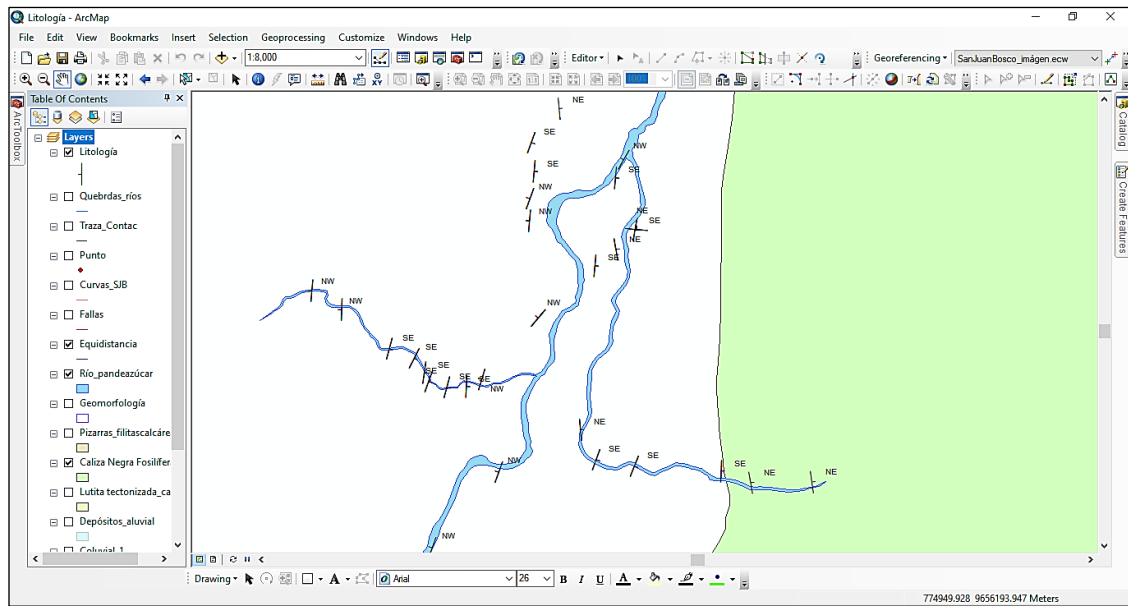 Litología - ArcMap
File Edit View Bookmarks Insert Selection Geoprocessing Customize Windows Help
1:8,000
Editor
Georeferencing
SanJuanBosco_imágen.ecw
100%
Table Of Contents
ArcToolbox
Layers
Litología
Quebrdas_ríos
Traza_Contac
Punto
Curvas_SJB
Fallas
Equidistancia
Río_pandeazúcar
Geomorfología
Pizarras_filitascalcáre
Caliza Negra Fosilífer
Lutita tectonizada_ca
Depósitos_aluvial
Coluvial_1
NE
SE
NW
SE
SE
NW
NW
NE
SE
NE
SE
NW
NW
NW
SE
SE
SE
SE
SE
SE
NW
NE
SE
SE
NW
SE
NE
NE
NW
Catalog
Create Features
Drawing
A
Arial
26
B I U A
774949.928 9656193.947 Meters